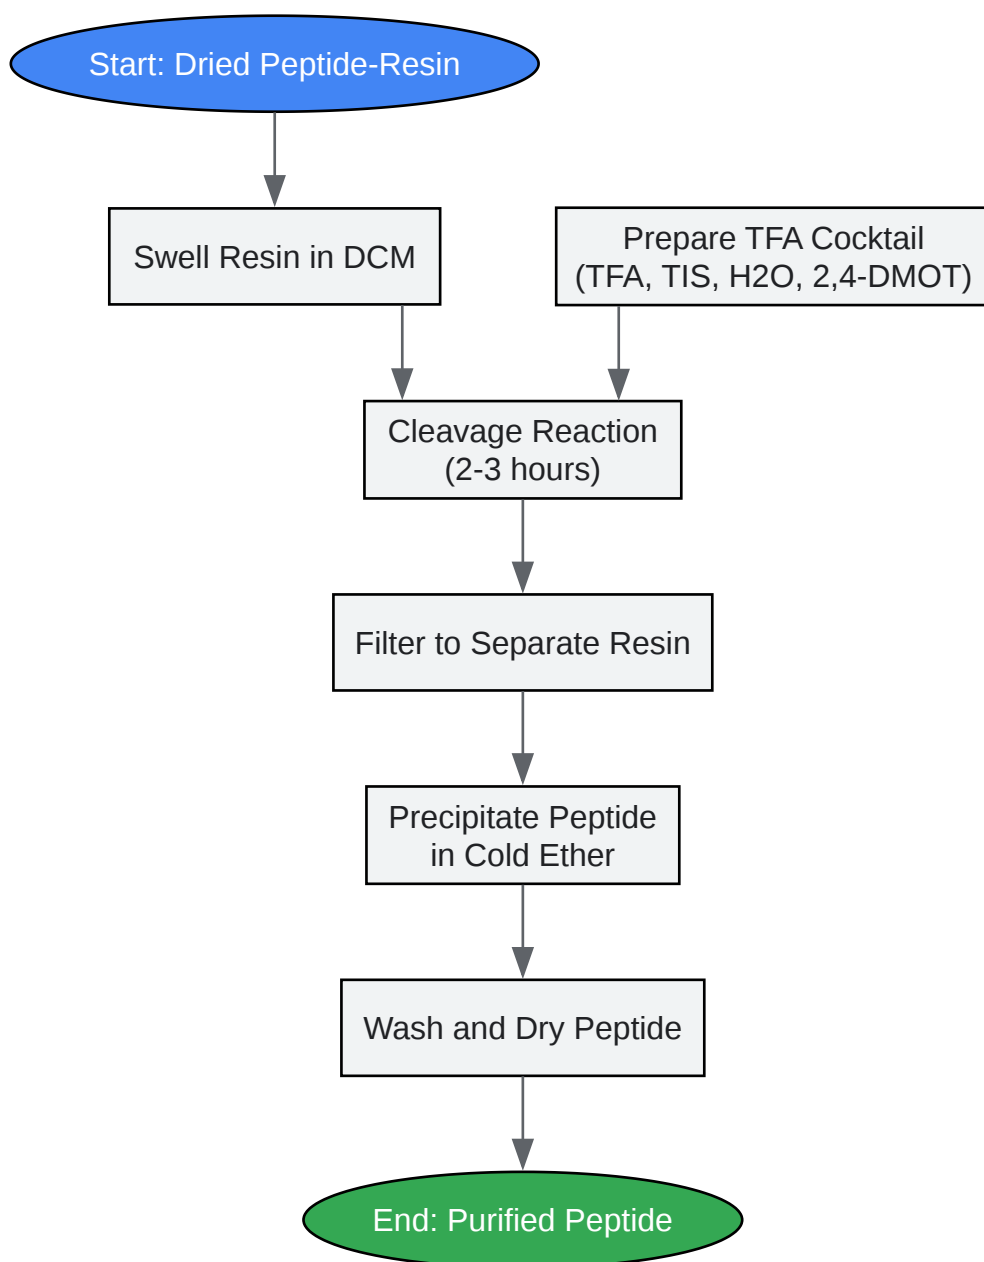 Start: Dried Peptide-Resin
Swell Resin in DCM
Prepare TFA Cocktail
(TFA, TIS, H2O, 2,4-DMOT)
Cleavage Reaction
(2-3 hours)
Filter to Separate Resin
Precipitate Peptide
in Cold Ether
Wash and Dry Peptide
End: Purified Peptide